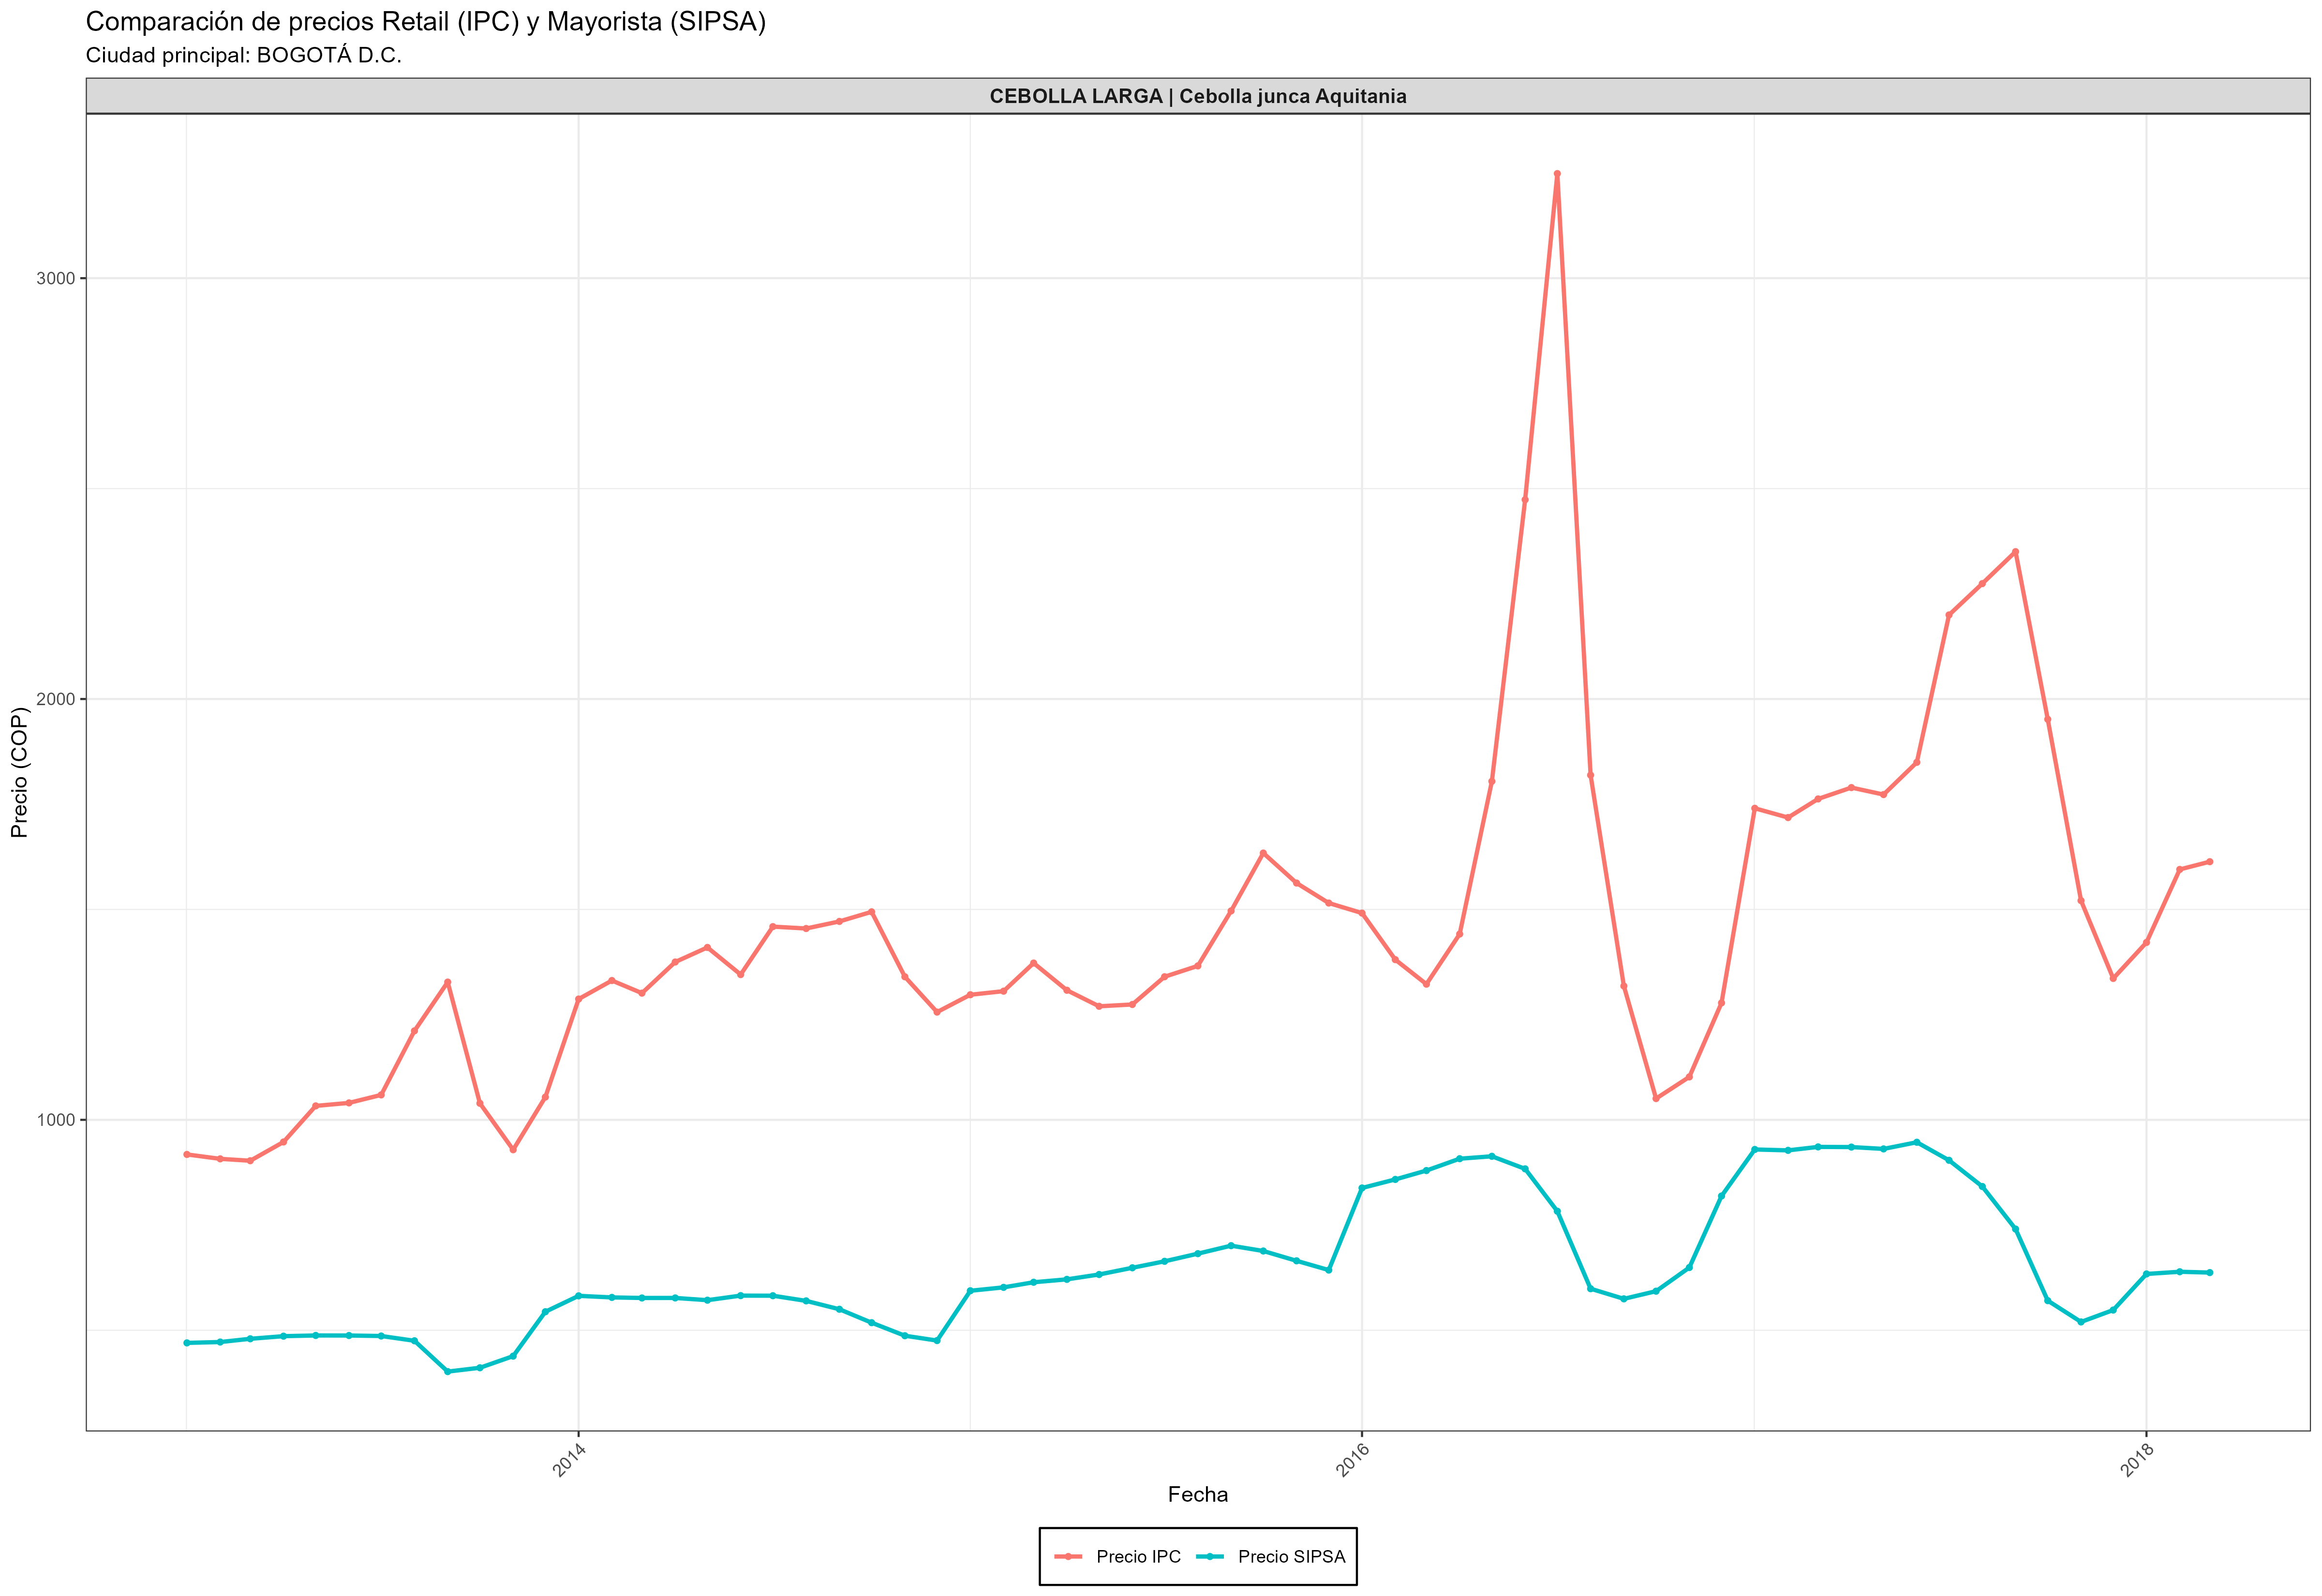 Comparación de precios Retail (IPC) y Mayorista (SIPSA)
Ciudad principal: BOGOTÁ D.C.
CEBOLLA LARGA | Cebolla junca Aquitania
Precio (COP)
3000
2000
1000
2014
2016
2018
Fecha
Precio IPC
Precio SIPSA